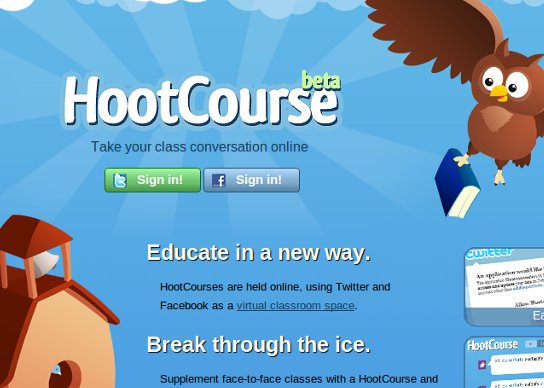 HootCourse beta
Take your class conversation online
Sign in! Sign in!
Educate in a new way.
HootCourses are held online, using Twitter and
Facebook as a virtual classroom space.
Break through the ice.
Supplement face-to-face classes with a HootCourse and
twitter
An application would like
HootCourse